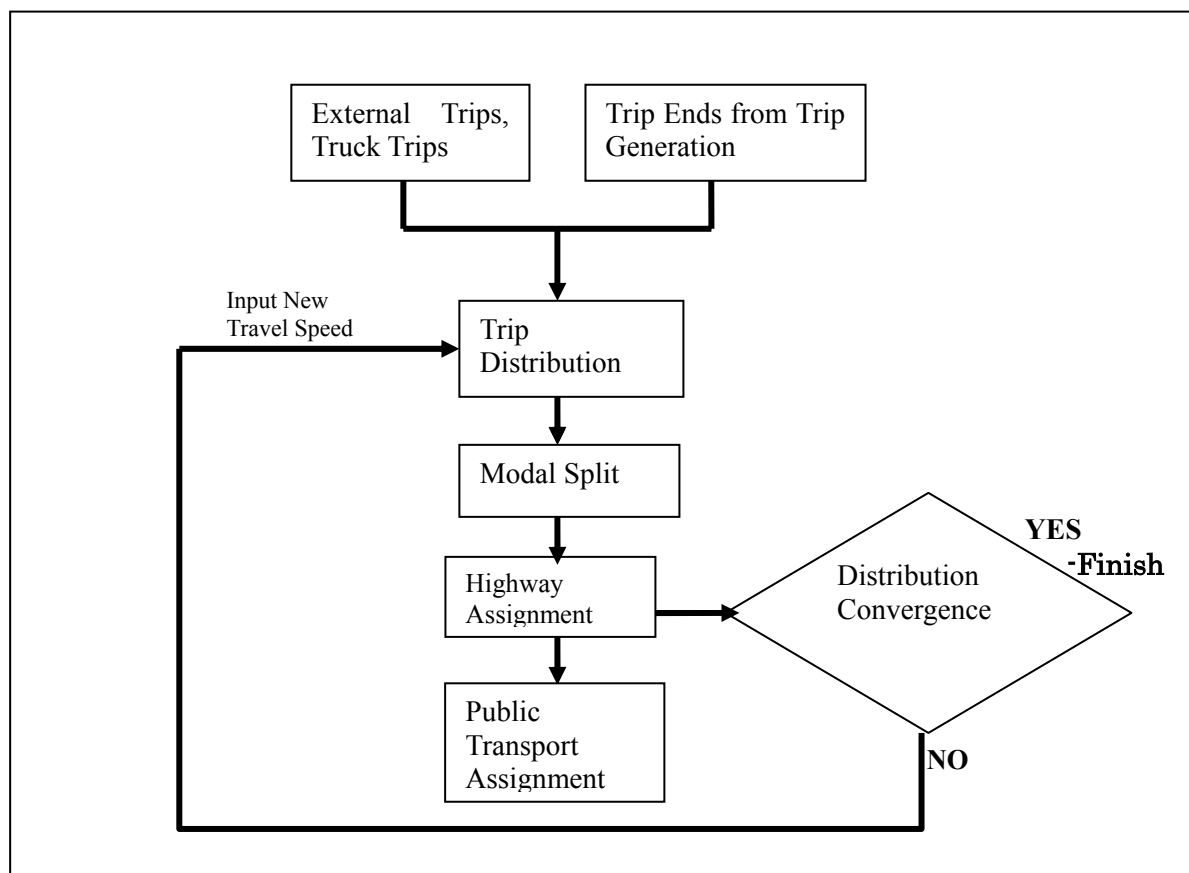 External Trips,
Truck Trips
Trip Ends from Trip
Generation
Input New
Travel Speed
Trip
Distribution
Modal Split
Highway
Assignment
Distribution
Convergence
YES
-Finish
Public
Transport
Assignment
NO